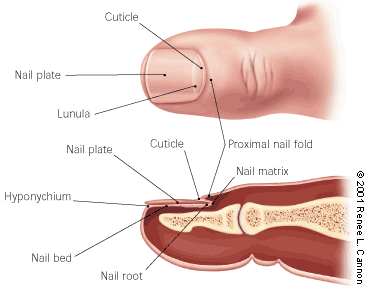 Cuticle
Nail plate
Lunula
Nail plate
Cuticle
Proximal nail fold
Nail matrix
Hyponychium
Nail bed
Nail root
© 2001 Renee L. Cannon